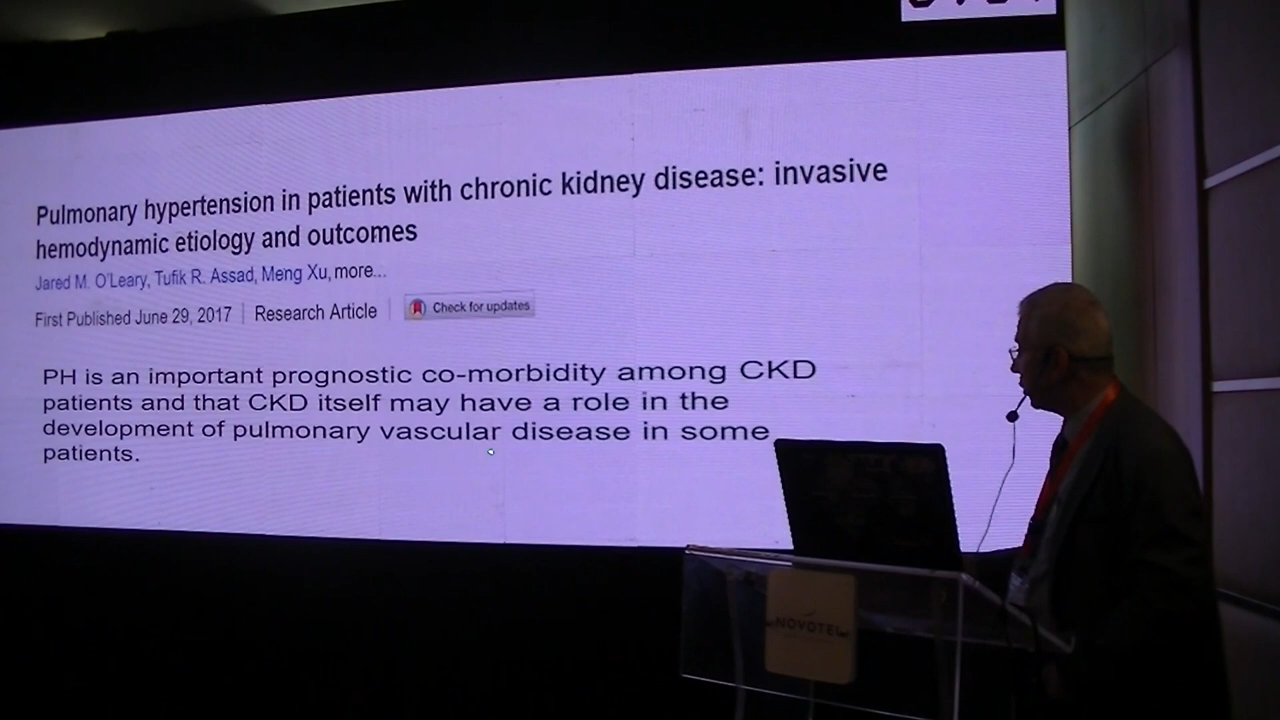 Pulmonary hypertension in patients with chronic kidney disease: invasive
hemodynamic etiology and outcomes
Jared M. O'Leary, Tufik R. Assad, Meng Xu, more...
First Published June 29, 2017 Research Article Check for updates
PH is an important prognostic co-morbidity among CKD
patients and that CKD itself may have a role in the
development of pulmonary vascular disease in some
patients.
NOVOTEL